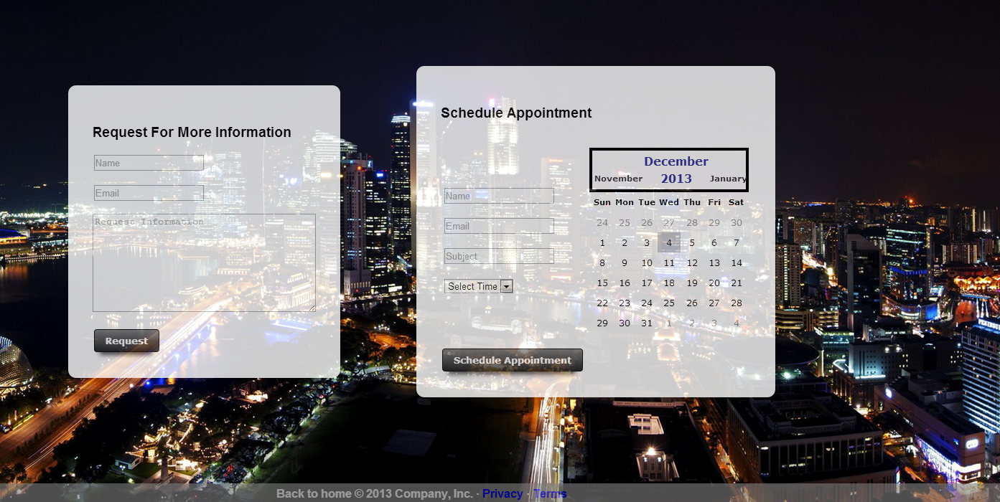 Request For More Information
Name
Email
Request Information
Request
Schedule Appointment
Name
Email
Subject
Select Time
Schedule Appointment
November December 2013 January
Sun Mon Tue Wed Thu Fri Sat
24 25 26 27 28 29 30
1 2 3 4 5 6 7
8 9 10 11 12 13 14
15 16 17 18 19 20 21
22 23 24 25 26 27 28
29 30 31 1 2 3 4
Back to home © 2013 Company, Inc. · Privacy · Terms